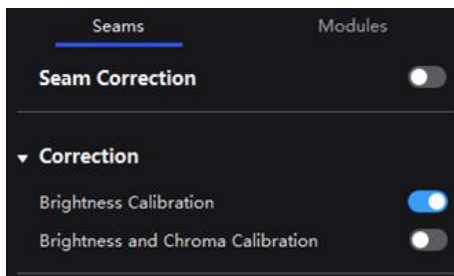 Seams Modules
Seam Correction
Correction
Brightness Calibration
Brightness and Chroma Calibration